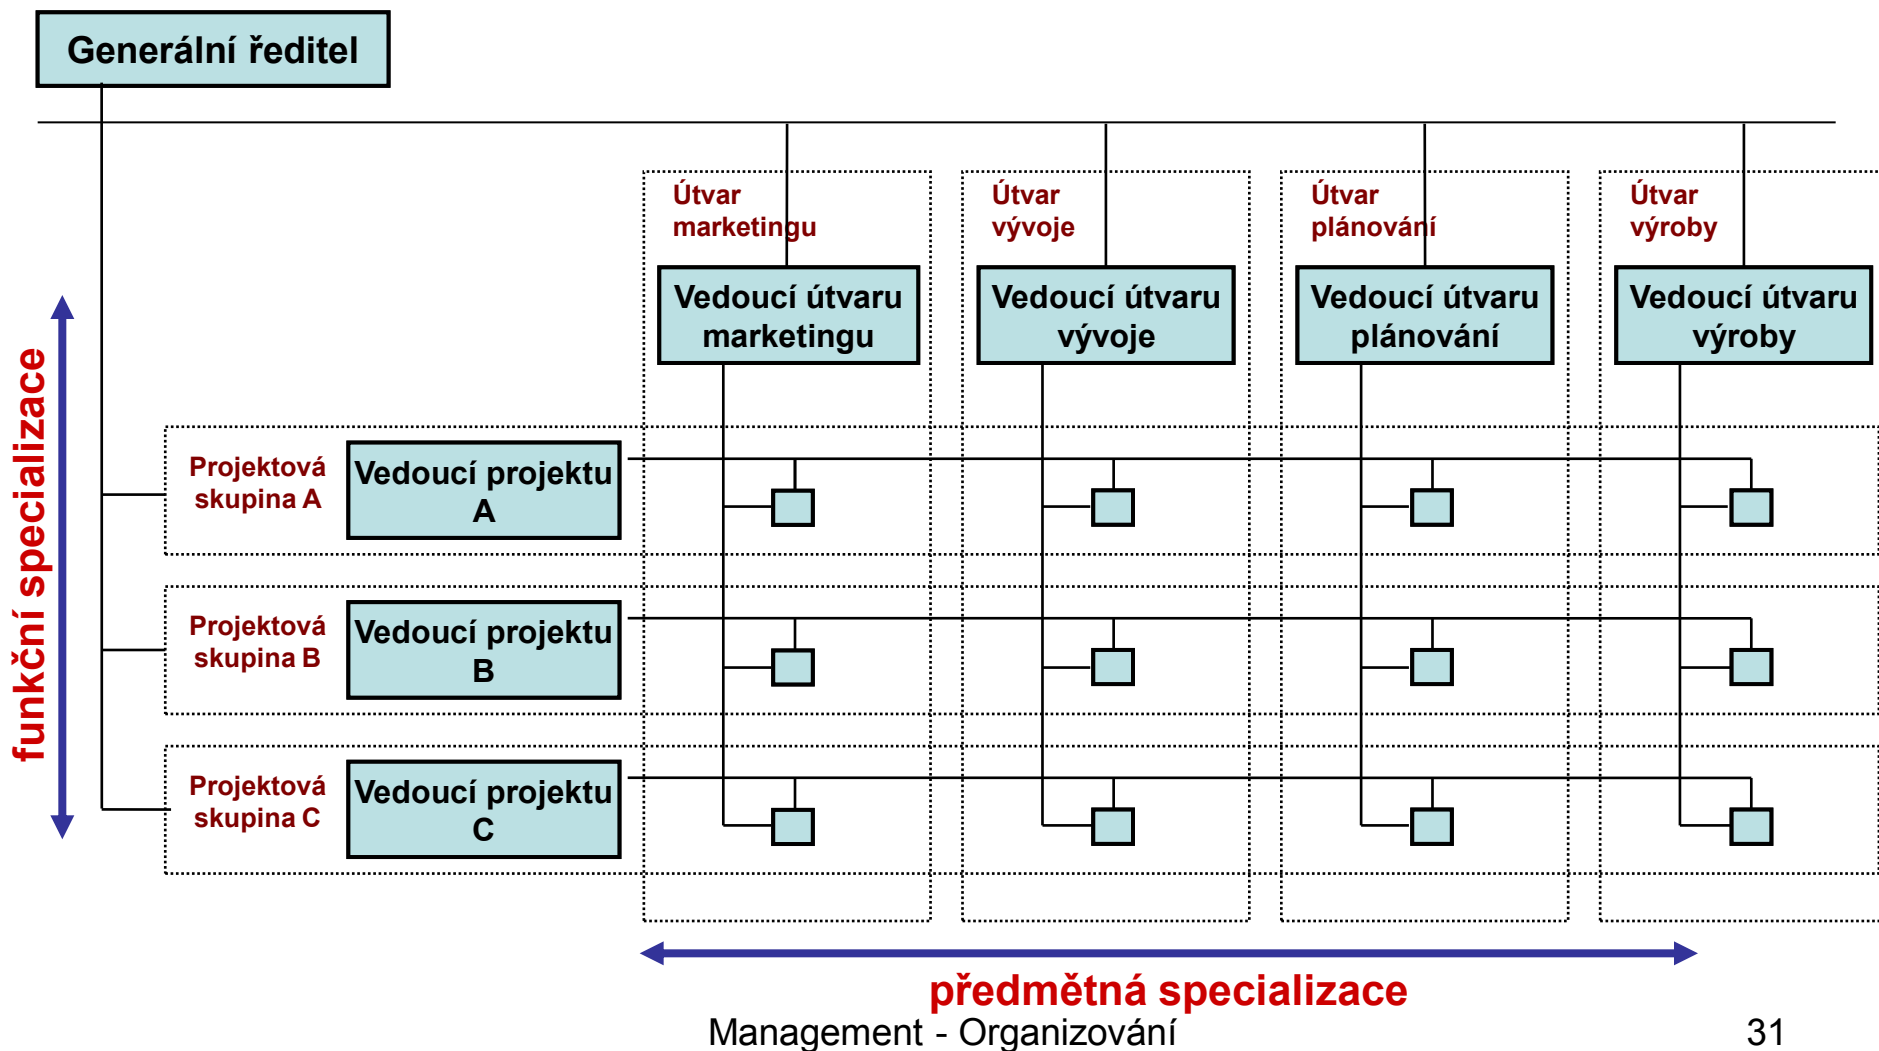 Generální ředitel
Útvar
marketingu
Útvar
vývoje
Útvar
plánování
Útvar
výroby
Vedoucí útvaru
marketingu
Vedoucí útvaru
vývoje
Vedoucí útvaru
plánování
Vedoucí útvaru
výroby
funkční specializace
Projektová
skupina A
Vedoucí projektu
A
Projektová
skupina B
Vedoucí projektu
B
Projektová
skupina C
Vedoucí projektu
C
předmětná specializace
Management - Organizování
31